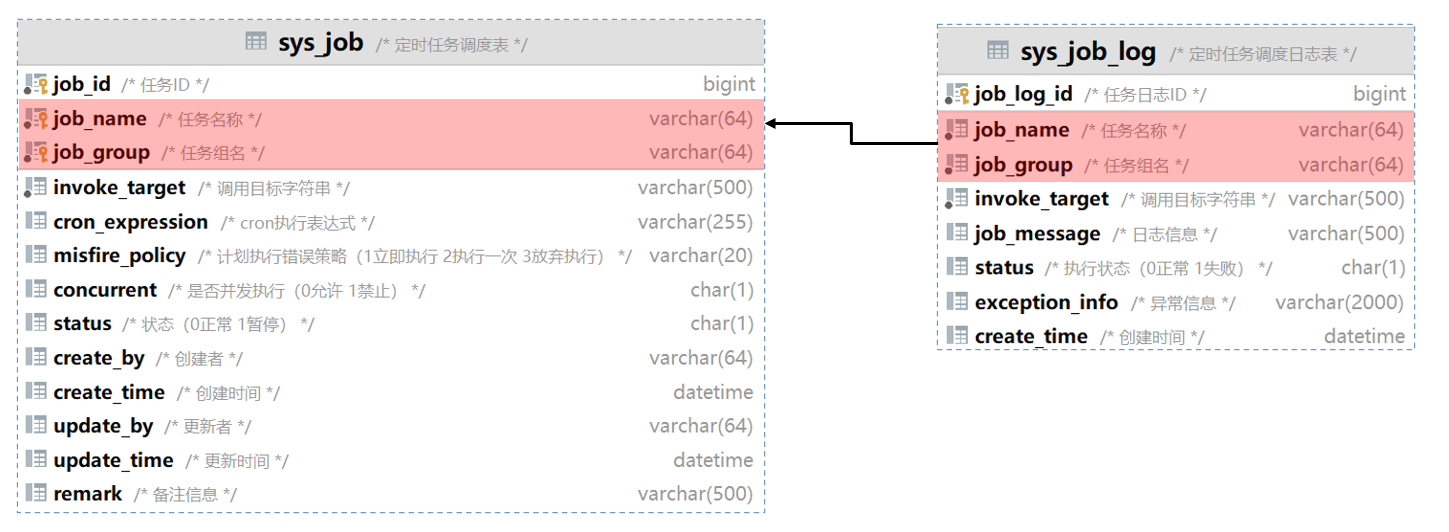 sys_job /* 定时任务调度表 */
job_id /* 任务ID */ bigint
job_name /* 任务名称 */ varchar(64)
job_group /* 任务组名 */ varchar(64)
invoke_target /* 调用目标字符串 */ varchar(500)
cron_expression /* cron执行表达式 */ varchar(255)
misfire_policy /* 计划执行错误策略（1立即执行 2执行一次 3放弃执行） */ varchar(20)
concurrent /* 是否并发执行（0允许 1禁止） */ char(1)
status /* 状态（0正常 1暂停） */ char(1)
create_by /* 创建者 */ varchar(64)
create_time /* 创建时间 */ datetime
update_by /* 更新者 */ varchar(64)
update_time /* 更新时间 */ datetime
remark /* 备注信息 */ varchar(500)
sys_job_log /* 定时任务调度日志表 */
job_log_id /* 任务日志ID */ bigint
job_name /* 任务名称 */ varchar(64)
job_group /* 任务组名 */ varchar(64)
invoke_target /* 调用目标字符串 */ varchar(500)
job_message /* 日志信息 */ varchar(500)
status /* 执行状态（0正常 1失败） */ char(1)
exception_info /* 异常信息 */ varchar(2000)
create_time /* 创建时间 */ datetime